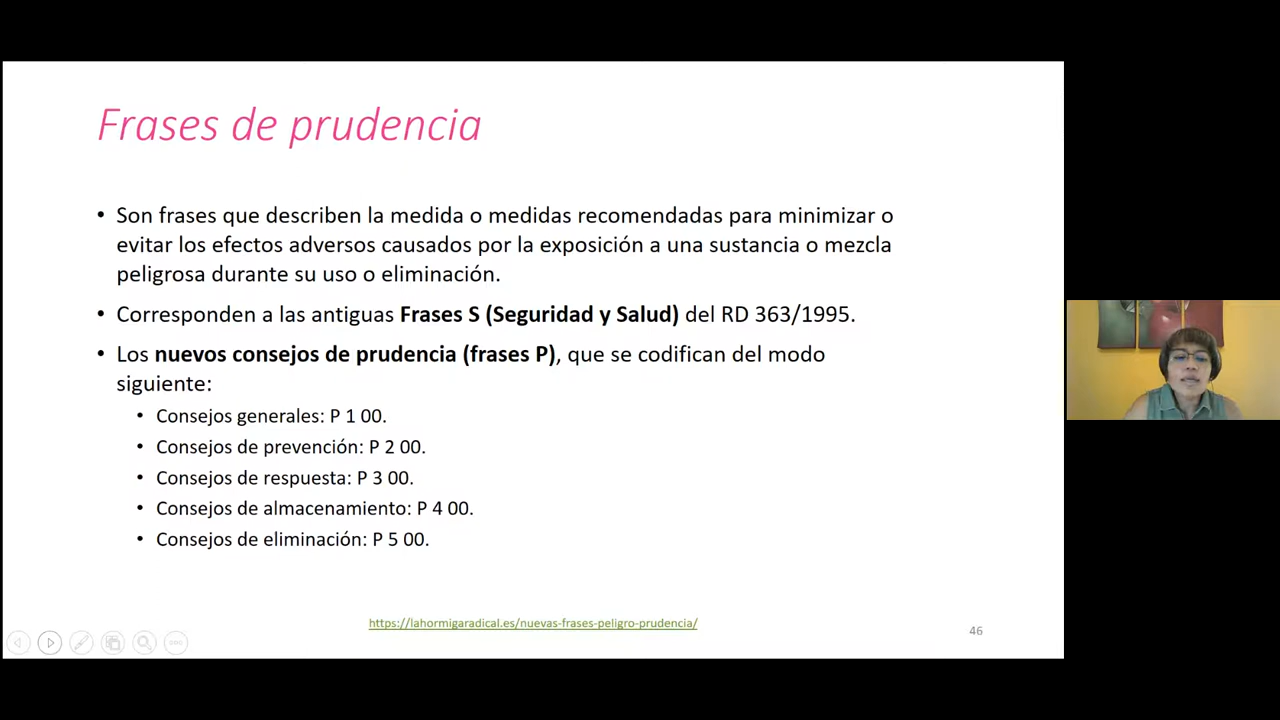 Frases de prudencia
• Son frases que describen la medida o medidas recomendadas para minimizar o
evitar los efectos adversos causados por la exposición a una sustancia o mezcla
peligrosa durante su uso o eliminación.
• Corresponden a las antiguas Frases S (Seguridad y Salud) del RD 363/1995.
• Los nuevos consejos de prudencia (frases P), que se codifican del modo
siguiente:
• Consejos generales: P 1 00.
• Consejos de prevención: P 2 00.
• Consejos de respuesta: P 3 00.
• Consejos de almacenamiento: P 4 00.
• Consejos de eliminación: P 5 00.
https://lahormigaradical.es/nuevas-frases-peligro-prudencia/
46